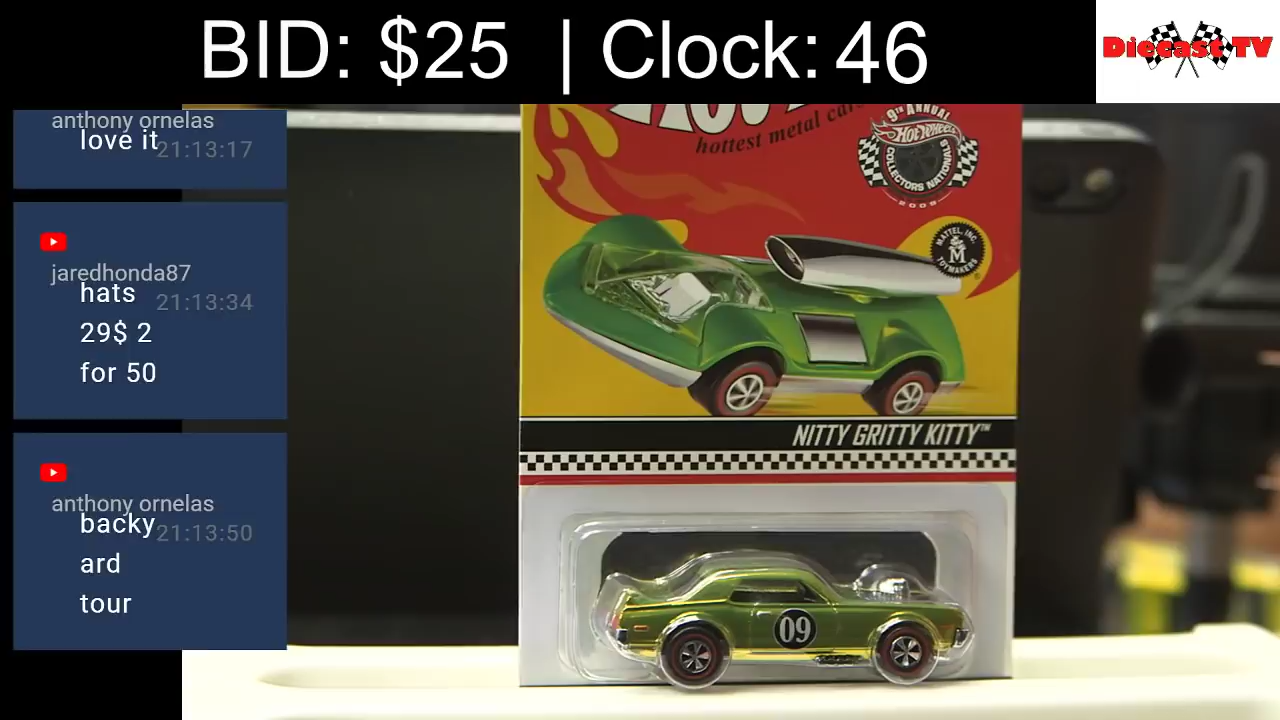 BID: $25 | Clock: 46
Diecast TV
anthony ornelas
love it
21:13:17
jaredhonda87
hats
21:13:34
29$ 2
for 50
anthony ornelas
backy
21:13:50
ard
tour
hottest metal car
9TH ANNUAL
Hot Wheels
COLLECTORS NATIONALS
2009
MATTEL, INC.
M
TOYMAKERS
NITTY GRITTY KITTY™
09